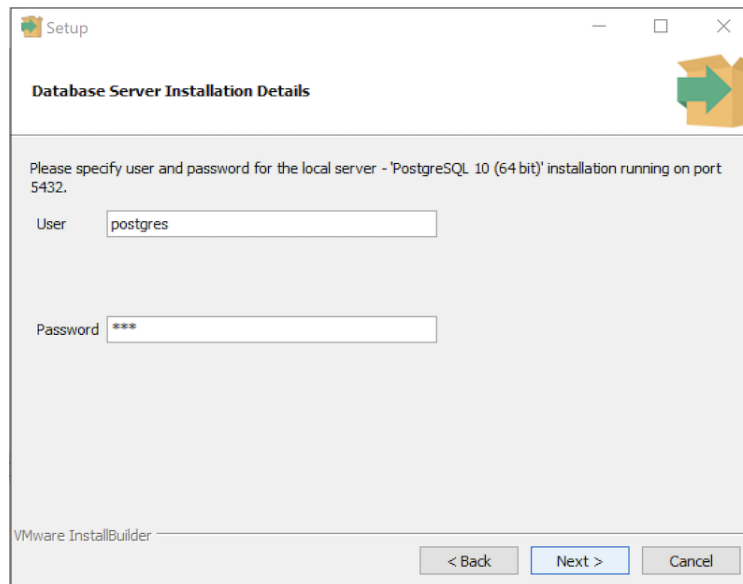 Setup
Database Server Installation Details
Please specify user and password for the local server - 'PostgreSQL 10 (64 bit)' installation running on port
5432.
User postgres
Password ***
VMware InstallBuilder
< Back Next > Cancel